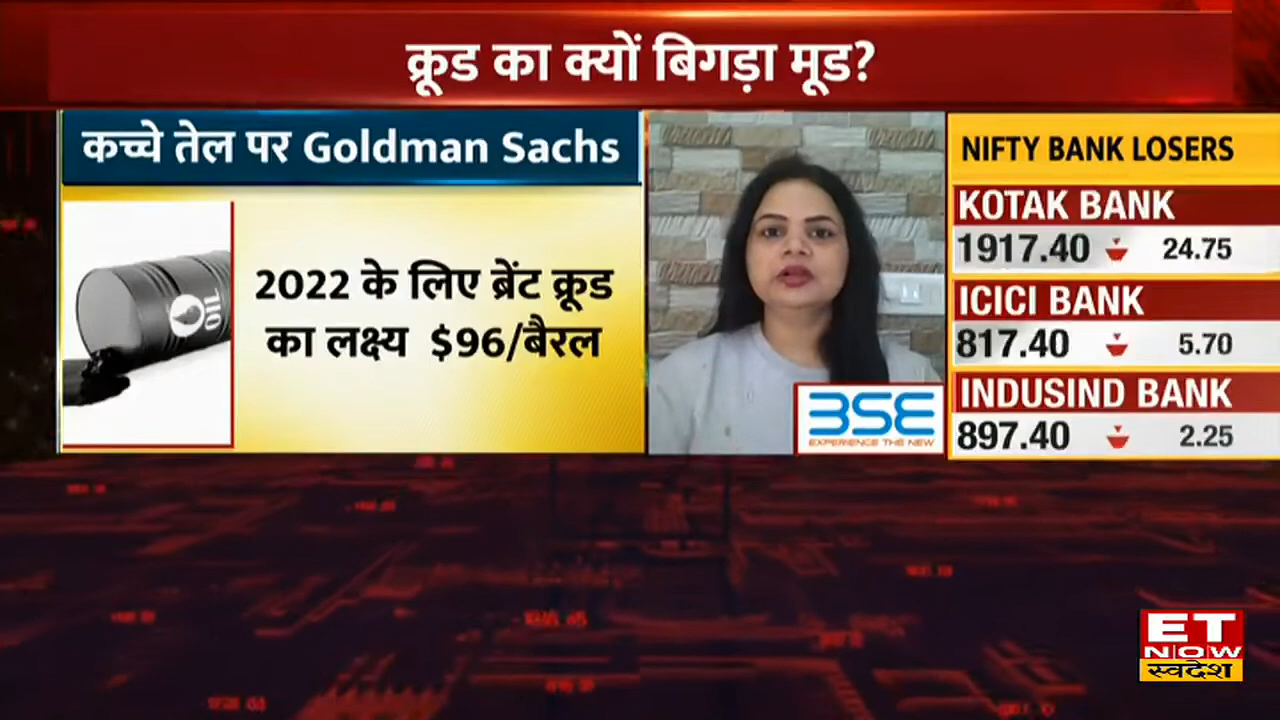 क्रूड का क्यों बिगड़ा मूड?
कच्चे तेल पर Goldman Sachs
OIL
2022 के लिए ब्रेंट क्रूड
का लक्ष्य $96/बैरल
BSE
EXPERIENCE THE NEW
NIFTY BANK LOSERS
KOTAK BANK
1917.40 24.75
ICICI BANK
817.40 5.70
INDUSIND BANK
897.40 2.25
ET
NOW
स्वदेश